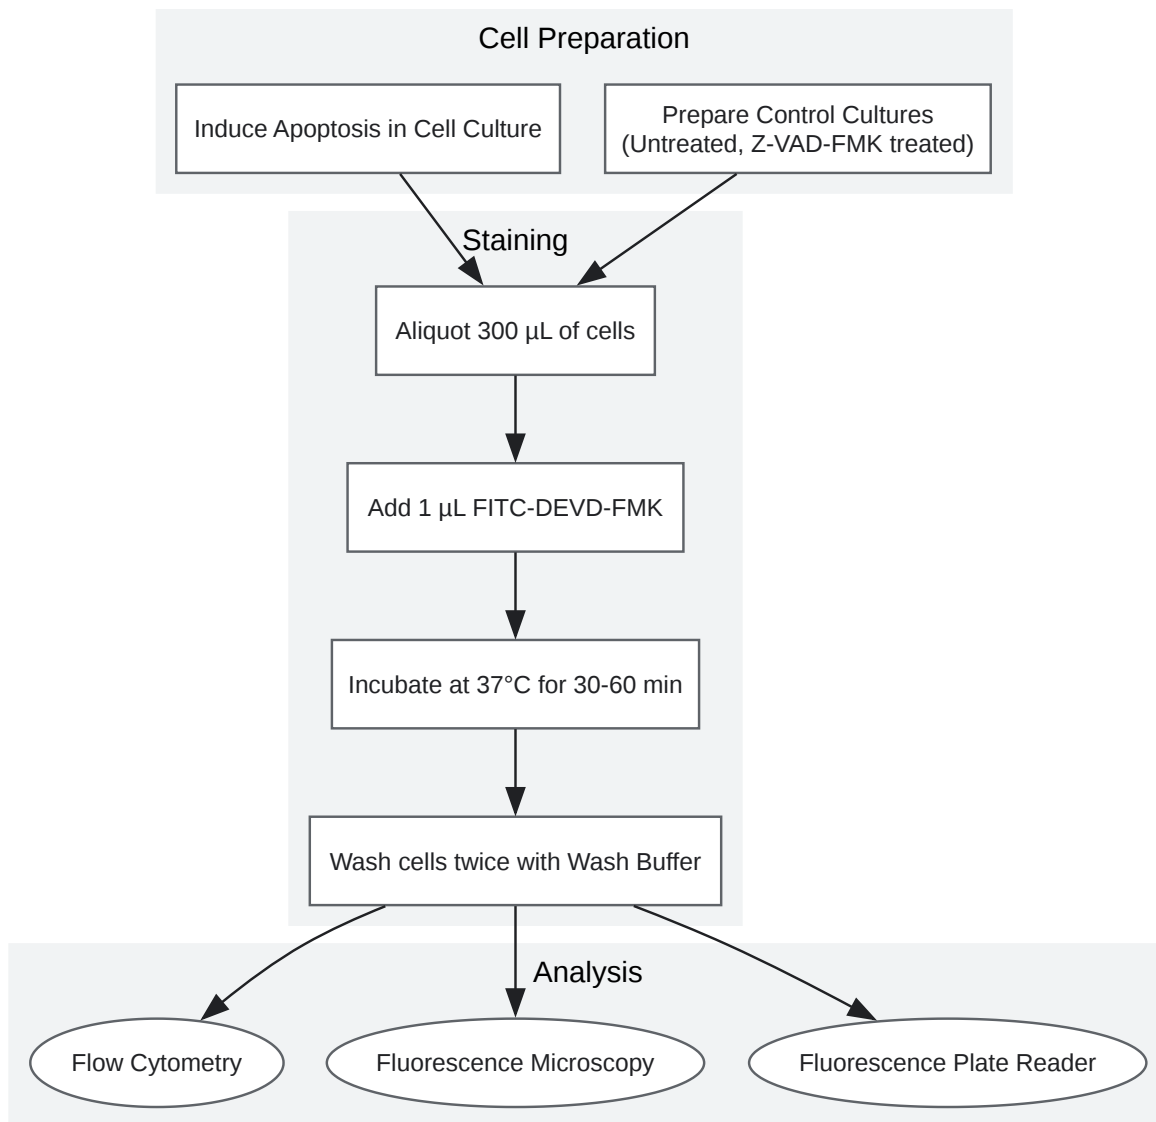 Cell Preparation
Induce Apoptosis in Cell Culture
Prepare Control Cultures
(Untreated, Z-VAD-FMK treated)
Staining
Aliquot 300 µL of cells
Add 1 µL FITC-DEVD-FMK
Incubate at 37°C for 30-60 min
Wash cells twice with Wash Buffer
Analysis
Flow Cytometry
Fluorescence Microscopy
Fluorescence Plate Reader